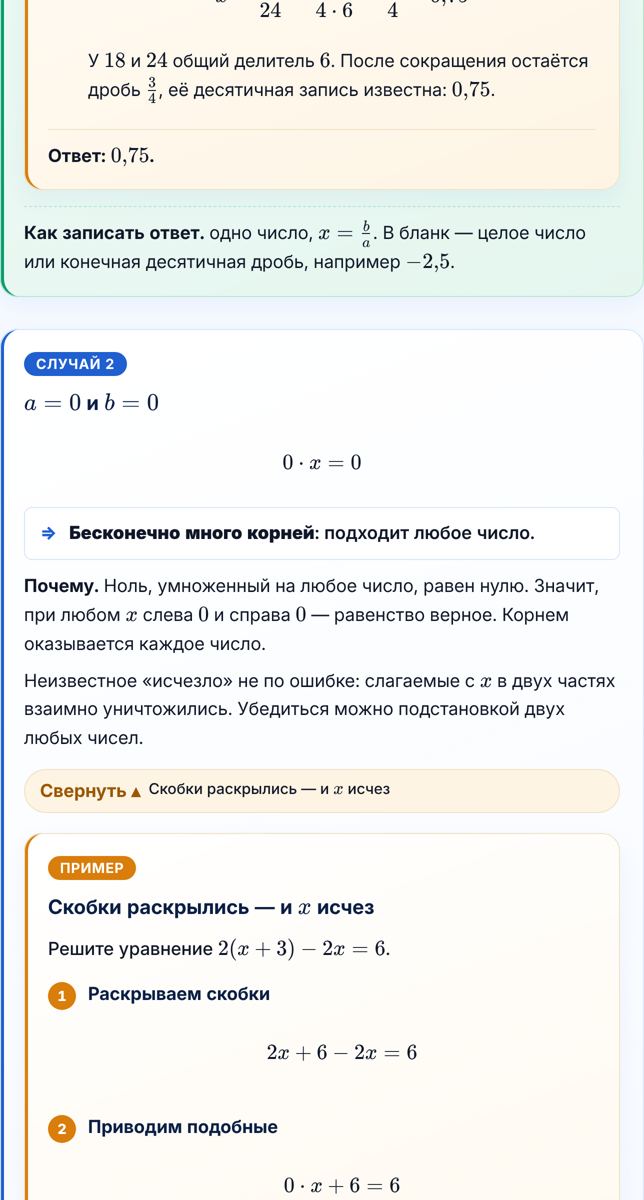 24 4 · 6 4
У 18 и 24 общий делитель 6. После сокращения остаётся
дробь 3/4, её десятичная запись известна: 0,75.
Ответ: 0,75.
Как записать ответ. одно число, x = b/a. В бланк — целое число
или конечная десятичная дробь, например −2,5.
СЛУЧАЙ 2
a = 0 и b = 0
0 · x = 0
⇒ Бесконечно много корней: подходит любое число.
Почему. Ноль, умноженный на любое число, равен нулю. Значит,
при любом x слева 0 и справа 0 — равенство верное. Корнем
оказывается каждое число.
Неизвестное «исчезло» не по ошибке: слагаемые с x в двух частях
взаимно уничтожились. Убедиться можно подстановкой двух
любых чисел.
Свернуть ▲ Скобки раскрылись — и x исчез
ПРИМЕР
Скобки раскрылись — и x исчез
Решите уравнение 2(x + 3) − 2x = 6.
1 Раскрываем скобки
2x + 6 − 2x = 6
2 Приводим подобные
0 · x + 6 = 6